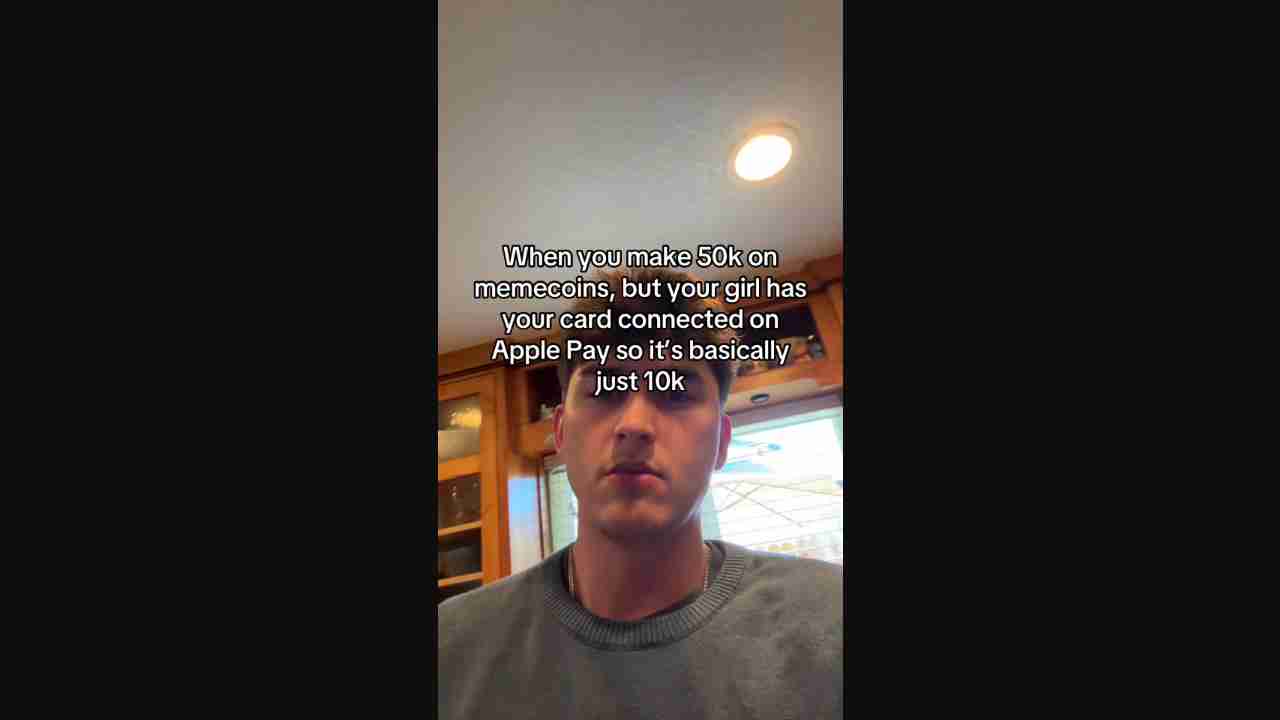 When you make 50k on
memecoins, but your girl has
your card connected on
Apple Pay so it's basically
just 10k